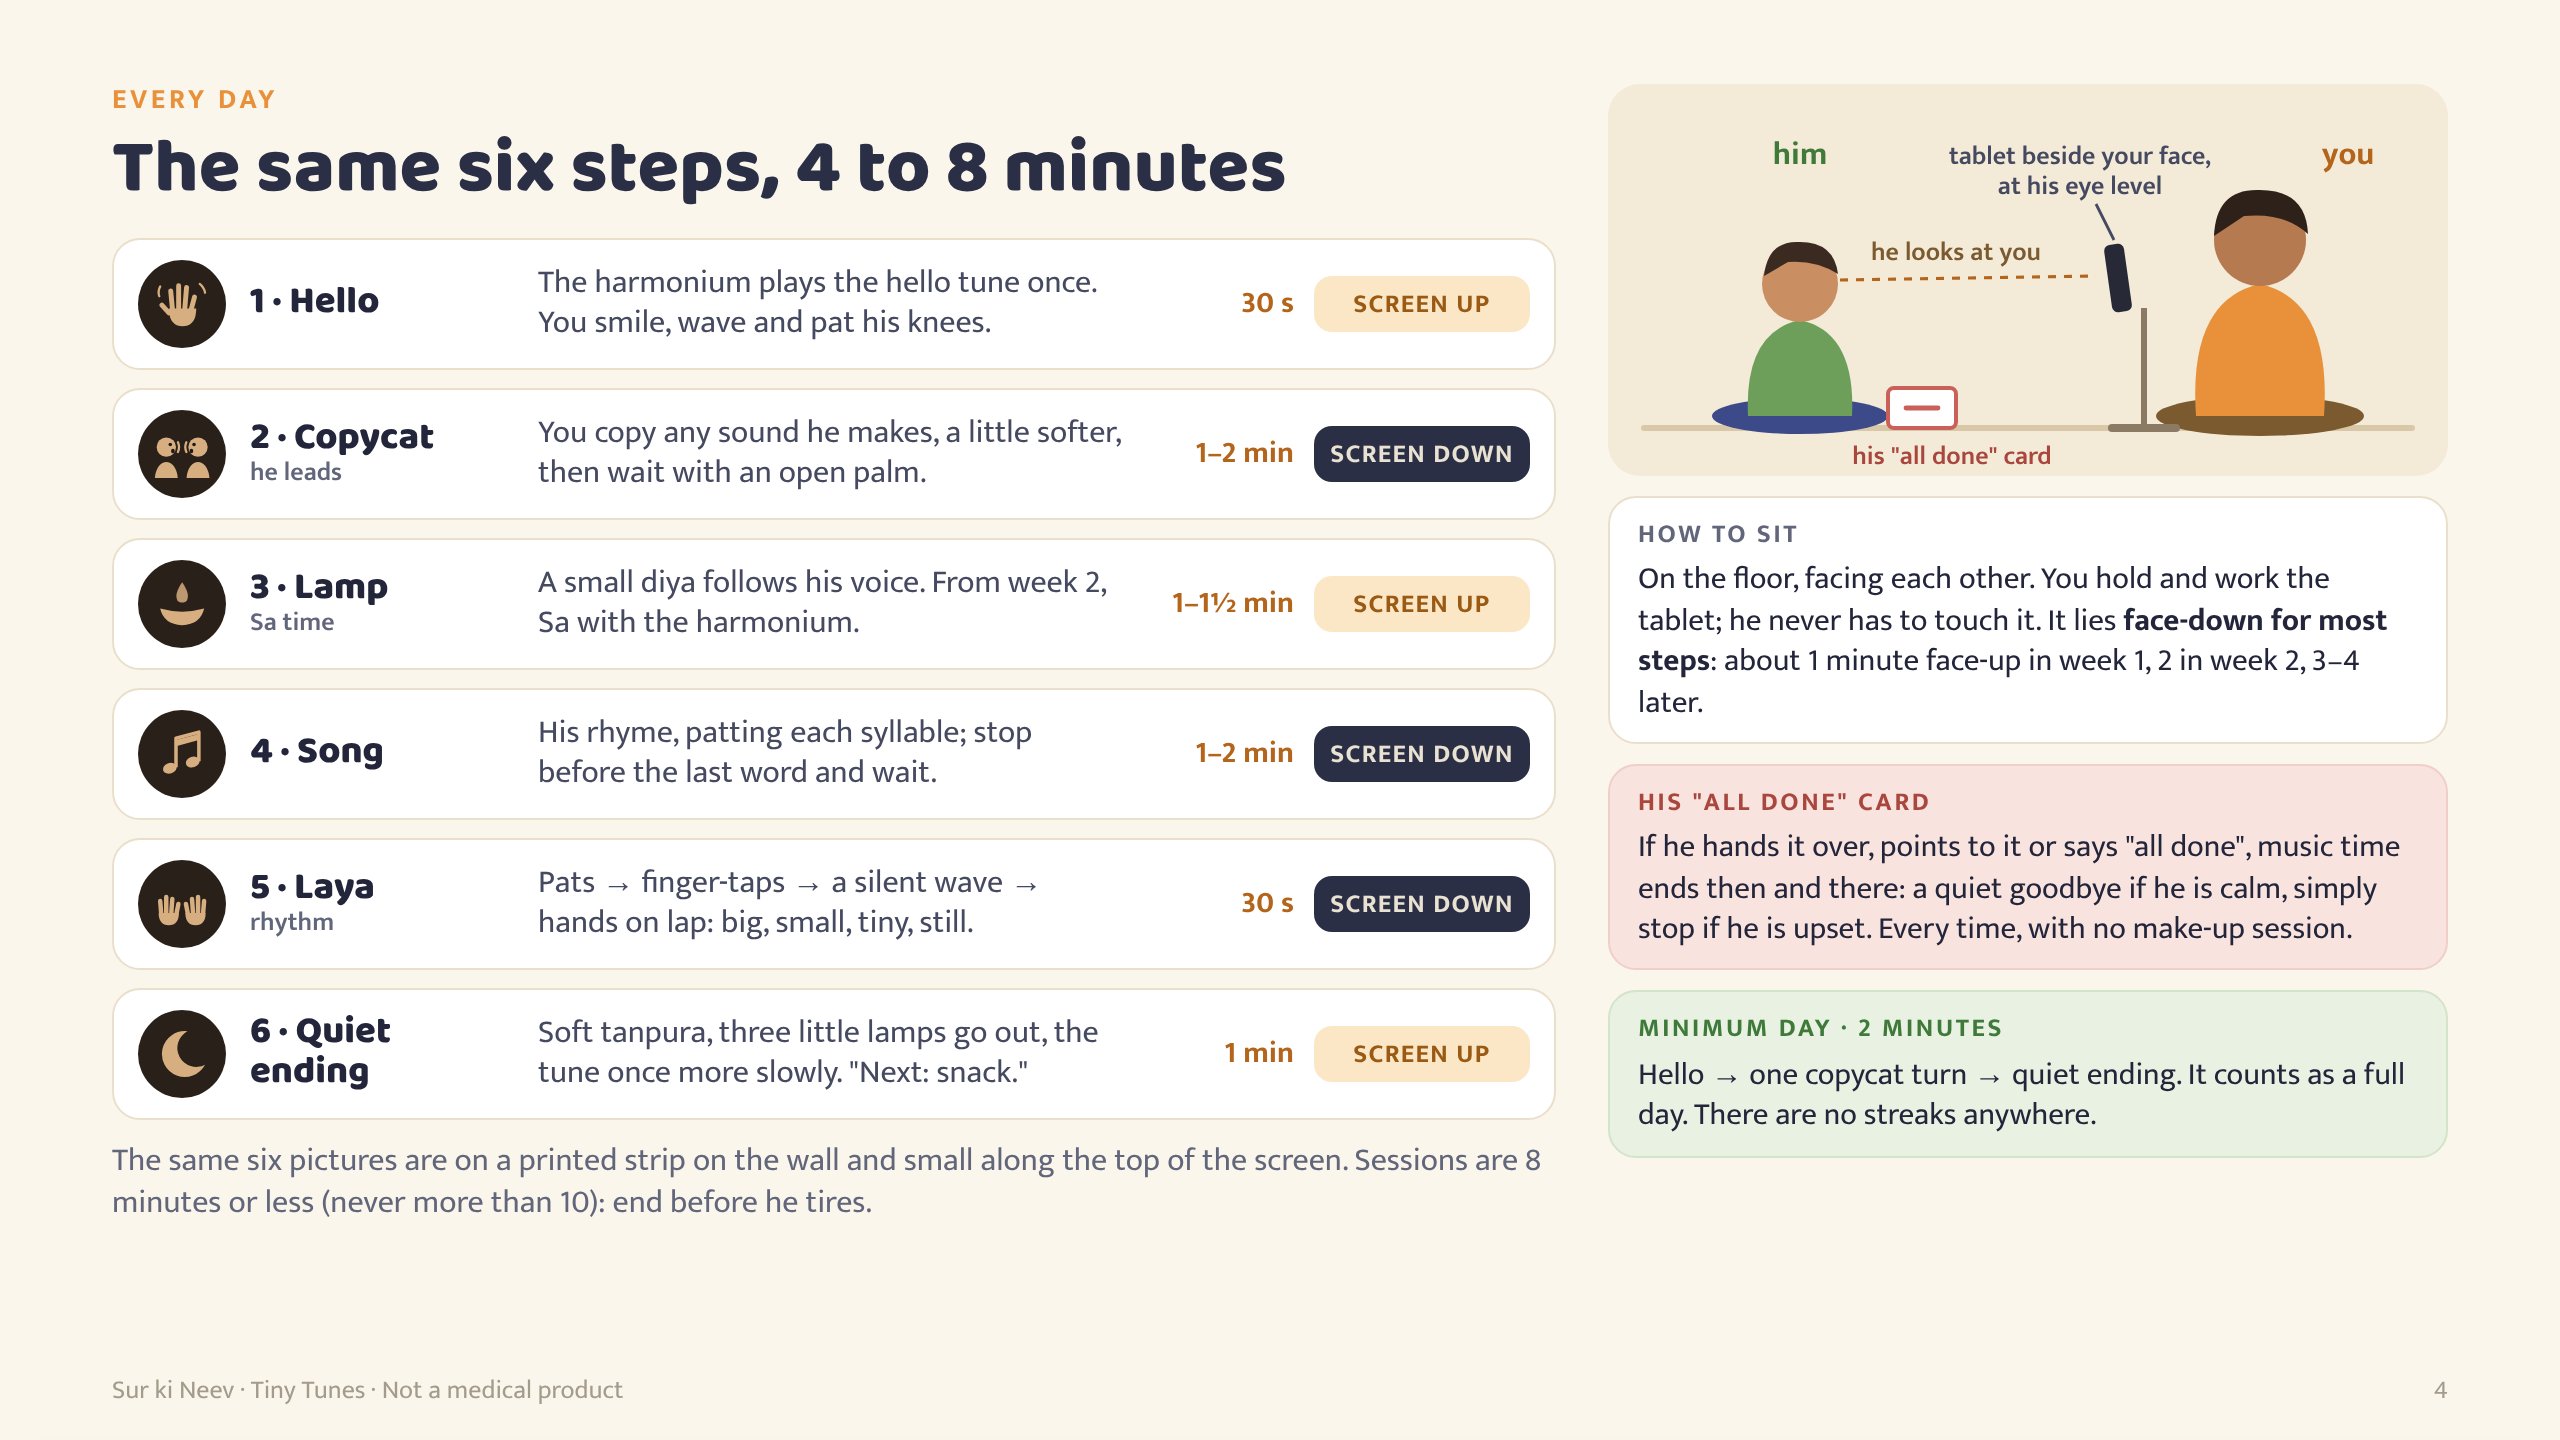 EVERY DAY
The same six steps, 4 to 8 minutes
1 · Hello
The harmonium plays the hello tune once.
You smile, wave and pat his knees.
30 s
SCREEN UP
2 · Copycat
he leads
You copy any sound he makes, a little softer,
then wait with an open palm.
1–2 min
SCREEN DOWN
3 · Lamp
Sa time
A small diya follows his voice. From week 2,
Sa with the harmonium.
1–1½ min
SCREEN UP
4 · Song
His rhyme, patting each syllable; stop
before the last word and wait.
1–2 min
SCREEN DOWN
5 · Laya
rhythm
Pats → finger-taps → a silent wave →
hands on lap: big, small, tiny, still.
30 s
SCREEN DOWN
6 · Quiet
ending
Soft tanpura, three little lamps go out, the
tune once more slowly. "Next: snack."
1 min
SCREEN UP
The same six pictures are on a printed strip on the wall and small along the top of the screen. Sessions are 8
minutes or less (never more than 10): end before he tires.
him
tablet beside your face,
at his eye level
you
he looks at you
his "all done" card
HOW TO SIT
On the floor, facing each other. You hold and work the
tablet; he never has to touch it. It lies face-down for most
steps: about 1 minute face-up in week 1, 2 in week 2, 3–4
later.
HIS "ALL DONE" CARD
If he hands it over, points to it or says "all done", music time
ends then and there: a quiet goodbye if he is calm, simply
stop if he is upset. Every time, with no make-up session.
MINIMUM DAY · 2 MINUTES
Hello → one copycat turn → quiet ending. It counts as a full
day. There are no streaks anywhere.
Sur ki Neev · Tiny Tunes · Not a medical product
4